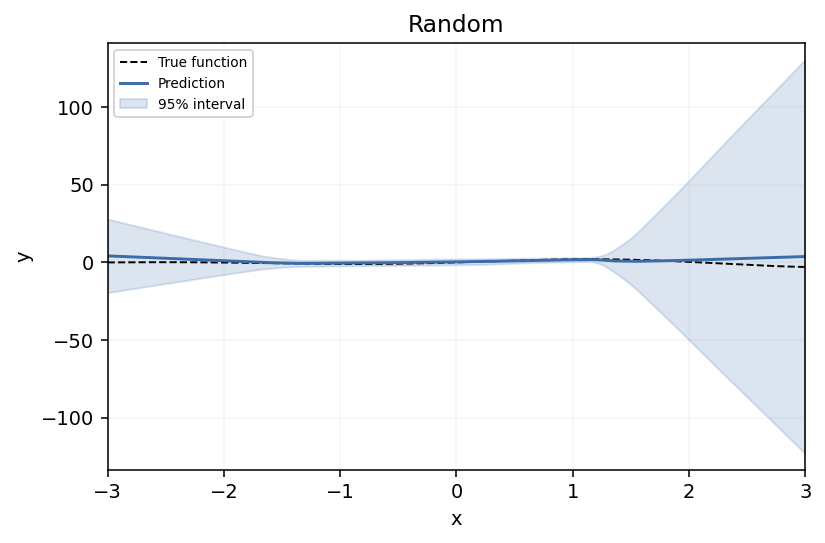 Random
True function
Prediction
95% interval
100
50
0
−50
−100
y
−3
−2
−1
0
1
2
3
x